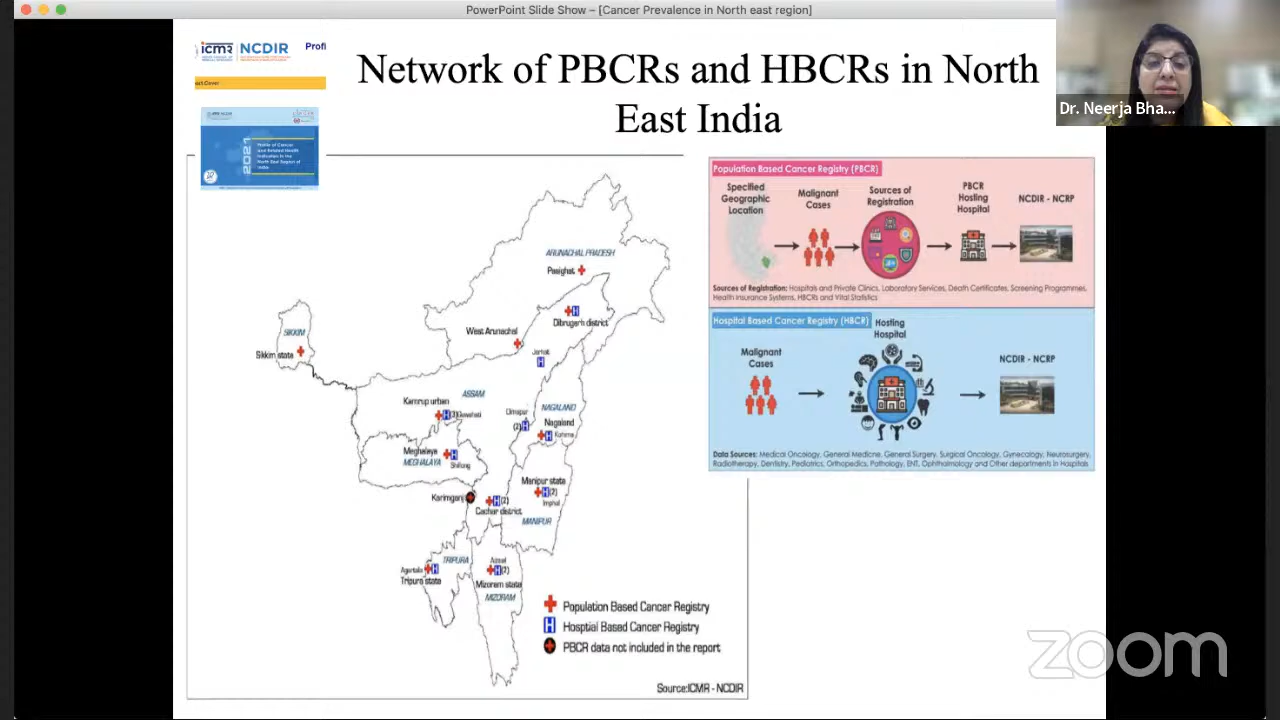 PowerPoint Slide Show – [Cancer Prevalence in North east region]
icmr NCDIR
Profi
Network of PBCRs and HBCRs in North
East India
Dr. Neerja Bha...
2021
Profile of Cancer
and Related Health
Indicators in the
North East Region of
India
ARUNACHAL PRADESH
Pasighat
Dibrugarh district
West Arunachal
Jorhat
H
SIKKIM
Sikkim state
ASSAM
Kamrup urban
H(3)Guwahati
NAGALAND
Dimapur
(2)H
Nagaland
H Kohima
Meghalaya
H
MEGHALAYA
Shillong
Karimganj
H(2)
Cachar district
Manipur state
H(2)
Imphal
MANIPUR
TRIPURA
Agartala H
Tripura state
Aizawl
H(2)
Mizoram state
MIZORAM
Population Based Cancer Registry
H Hosptial Based Cancer Registry
PBCR data not included in the report
Source:ICMR - NCDIR
Population Based Cancer Registry (PBCR)
Specified
Geographic
Location
Malignant
Cases
Sources of
Registration
PBCR
Hosting
Hospital
NCDIR - NCRP
Sources of Registration: Hospitals and Private Clinics, Laboratory Services, Death Certificates, Screening Programmes,
Health Insurance Systems, HBCRs and Vital Statistics
Hospital Based Cancer Registry (HBCR)
Hosting
Hospital
Malignant
Cases
NCDIR - NCRP
Data Sources: Medical Oncology, General Medicine, General Surgery, Surgical Oncology, Gynecology, Neurosurgery,
Radiotherapy, Dentistry, Pediatrics, Orthopedics, Pathology, ENT, Ophthalmology and Other departments in Hospitals
zoom